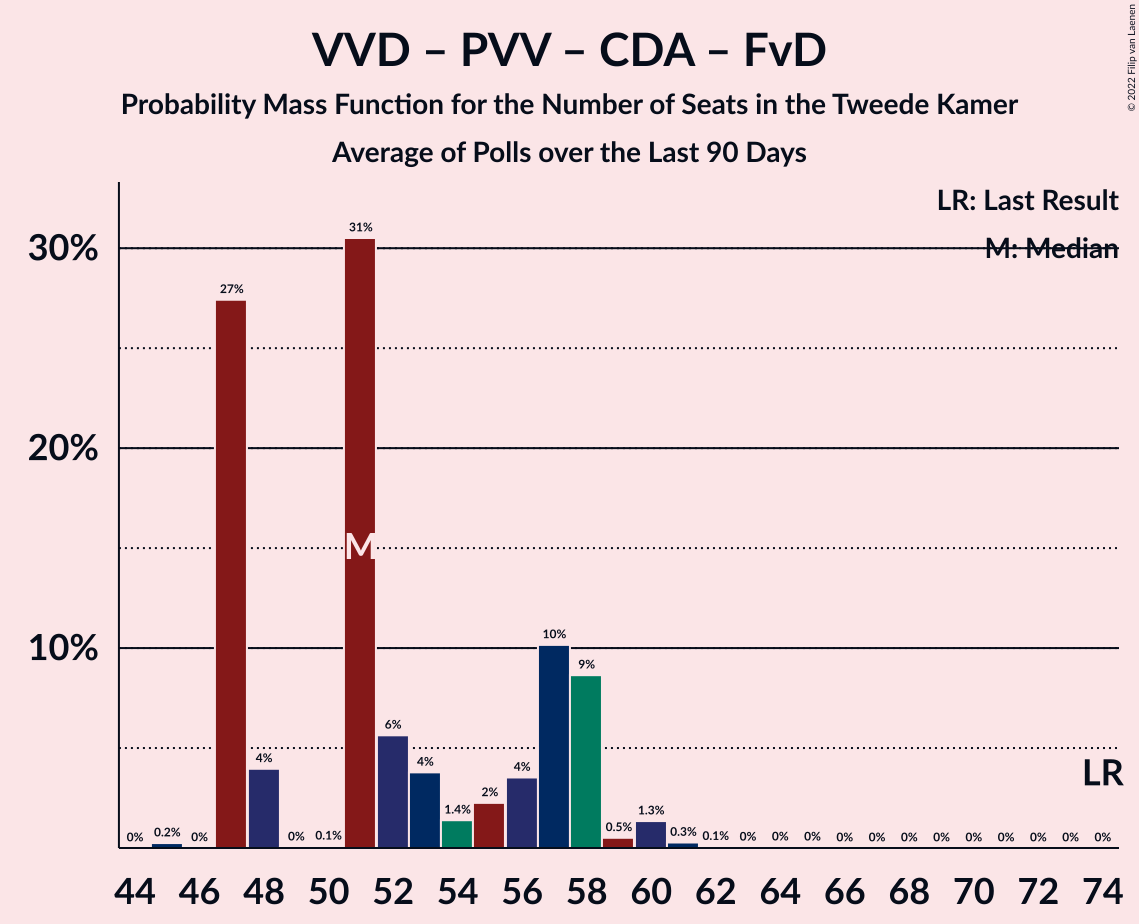 VVD – PVV – CDA – FvD
Probability Mass Function for the Number of Seats in the Tweede Kamer
Average of Polls over the Last 90 Days
© 2022 Filip van Laenen
LR: Last Result
M: Median
30%
20%
10%
0% 0.2% 0% 27% 4% 0% 0.1% 31% 6% 4% 1.4% 2% 4% 10% 9% 0.5% 1.3% 0.3% 0.1% 0% 0% 0% 0% 0% 0% 0% 0% 0% 0% 0% 0%
M
LR
44 46 48 50 52 54 56 58 60 62 64 66 68 70 72 74